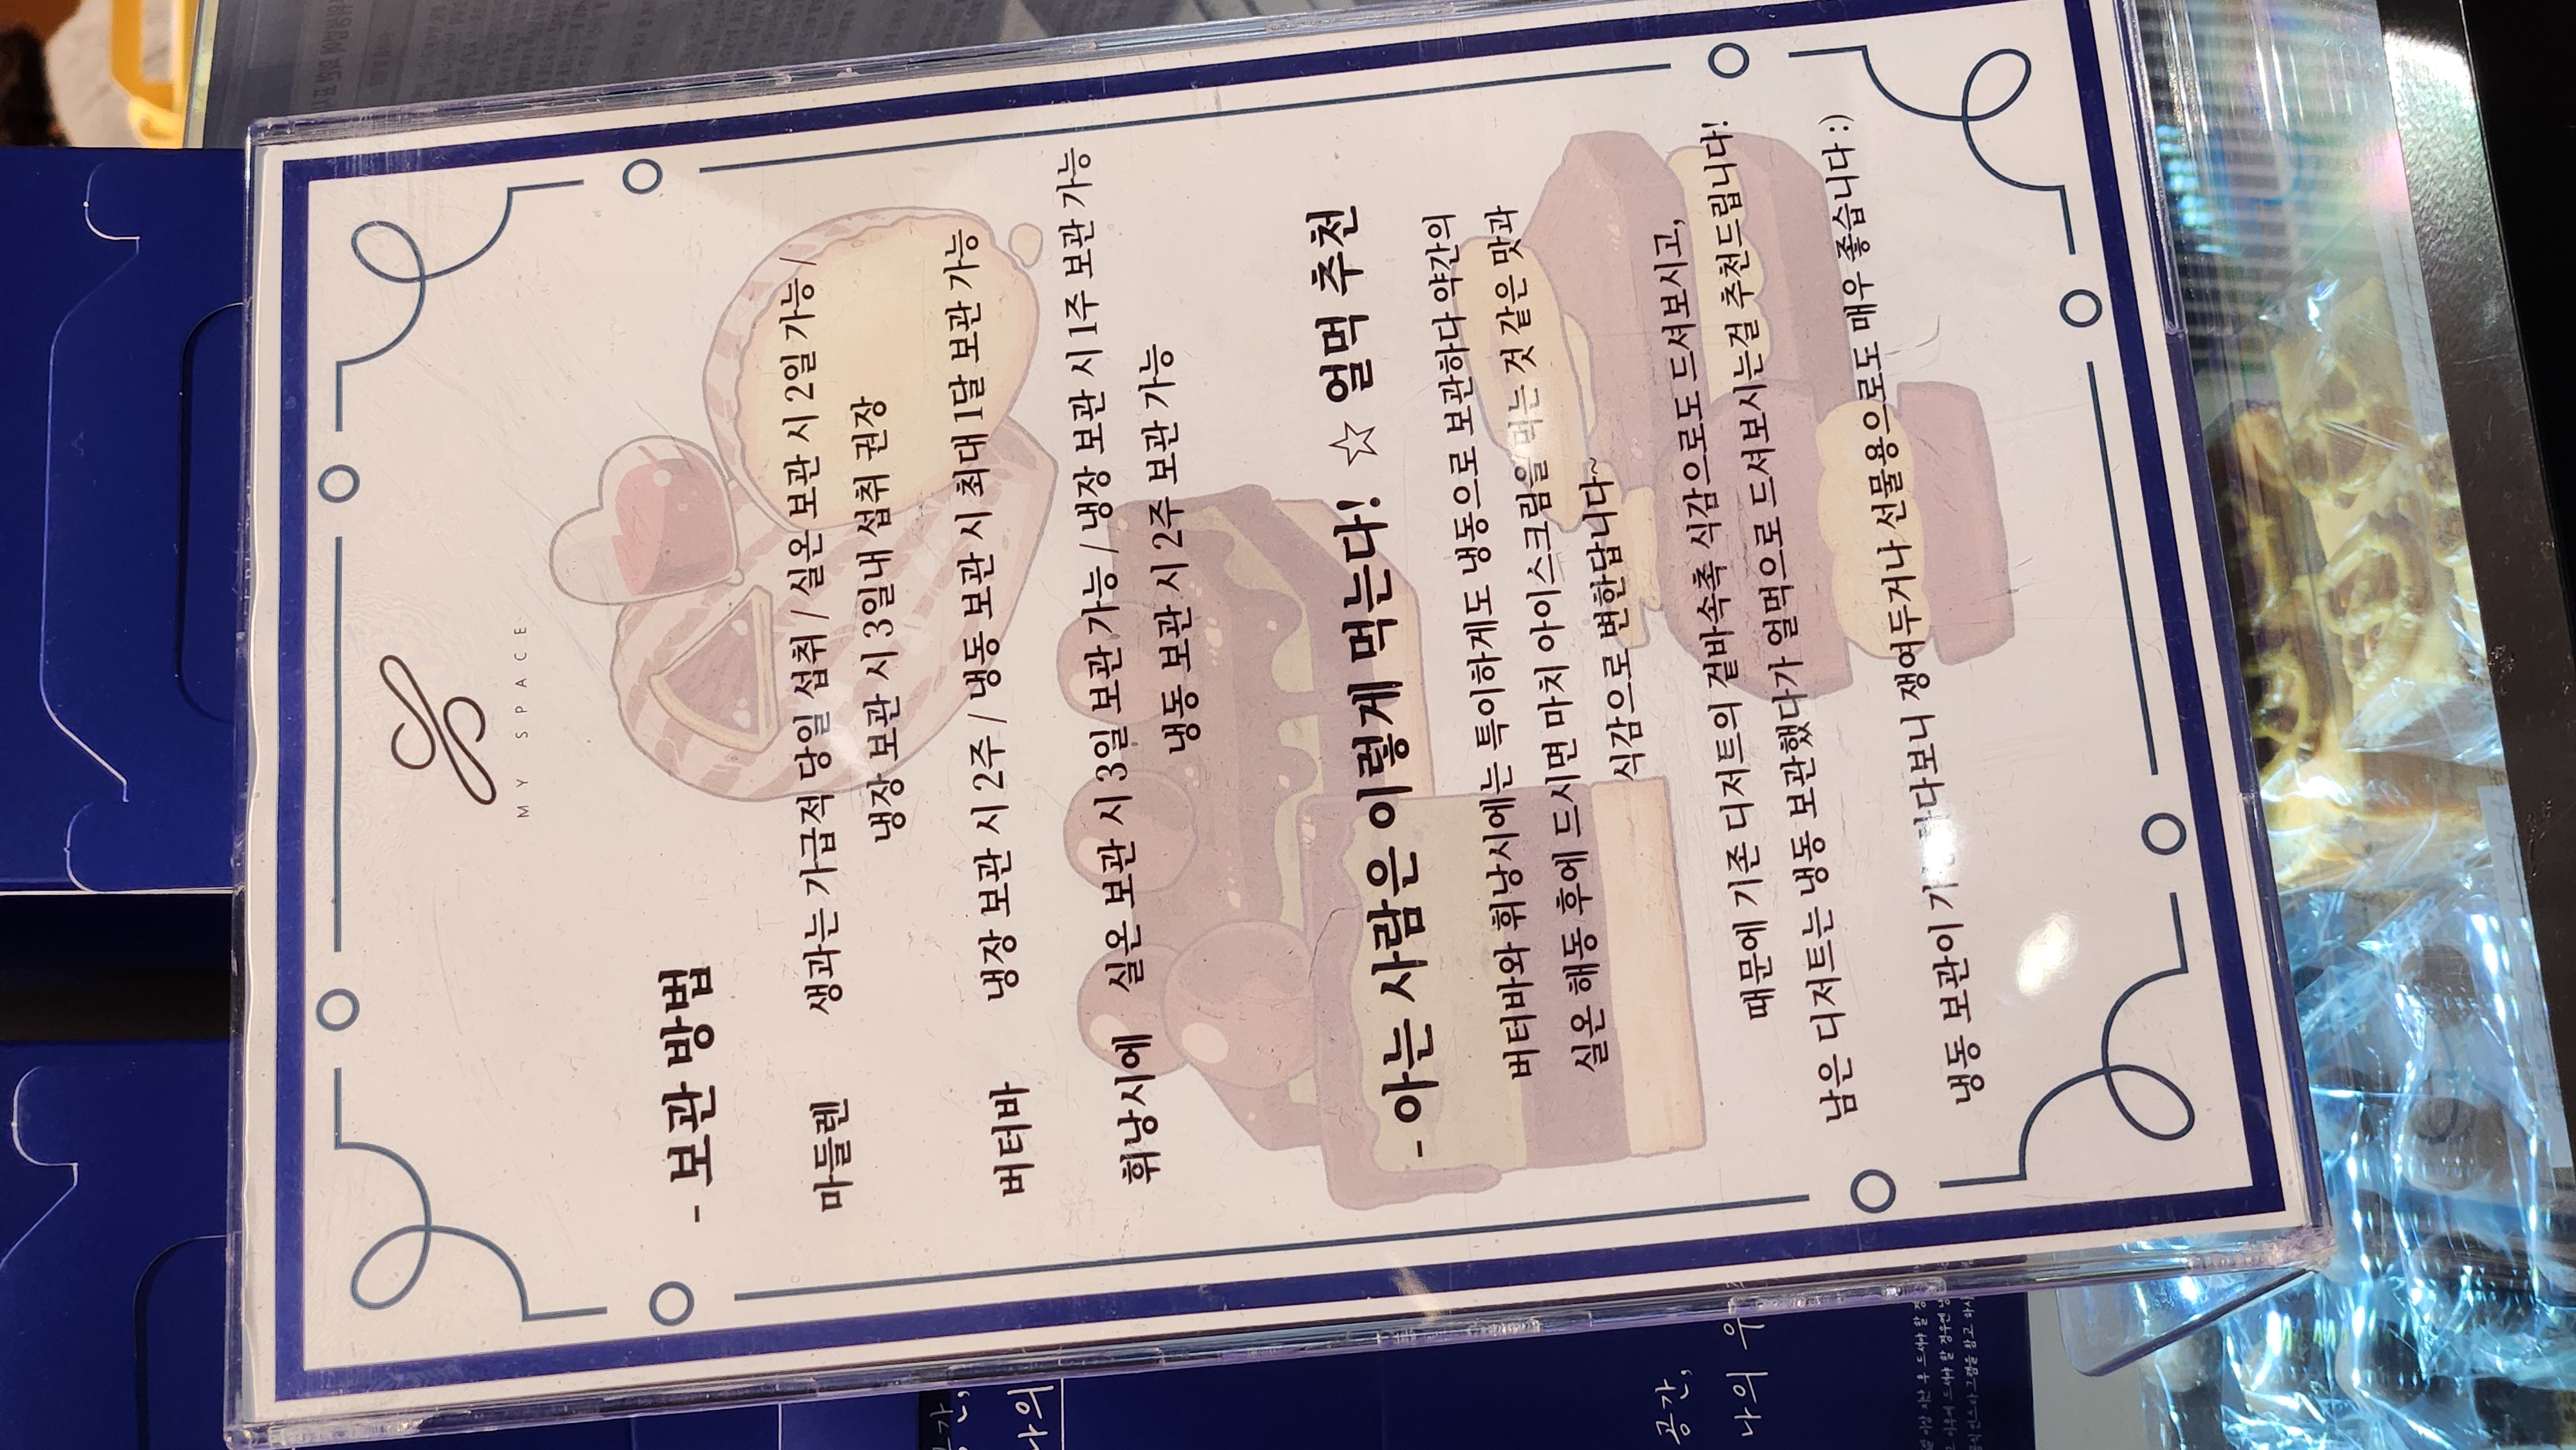 MY SPACE
- 보관 방법
마들렌 생과는 가급적 당일 섭취 / 실온 보관 시 2일 가능 /
냉장 보관 시 3일내 섭취 권장
버터바 냉장 보관 시 2주 / 냉동 보관 시 최대 1달 보관 가능
휘낭시에 실온 보관 시 3일 보관 가능 / 냉장 보관 시 1주 보관 가능
냉동 보관 시 2주 보관 가능
- 아는 사람은 이렇게 먹는다! ☆ 얼먹 추천
버터바와 휘낭시에는 특이하게도 냉동으로 보관하다 약간의
실온 해동 후에 드시면 마치 아이스크림을 먹는 것 같은 맛과
식감으로 변한답니다~
때문에 기존 디저트의 겉바속촉 식감으로도 드셔보시고,
남은 디저트는 냉동 보관했다가 얼먹으로 드셔보시는걸 추천드립니다!
냉동 보관이 쟁여두거나 선물용으로도 매우 좋습니다 :)
공간,
나의
공간,
나의 우